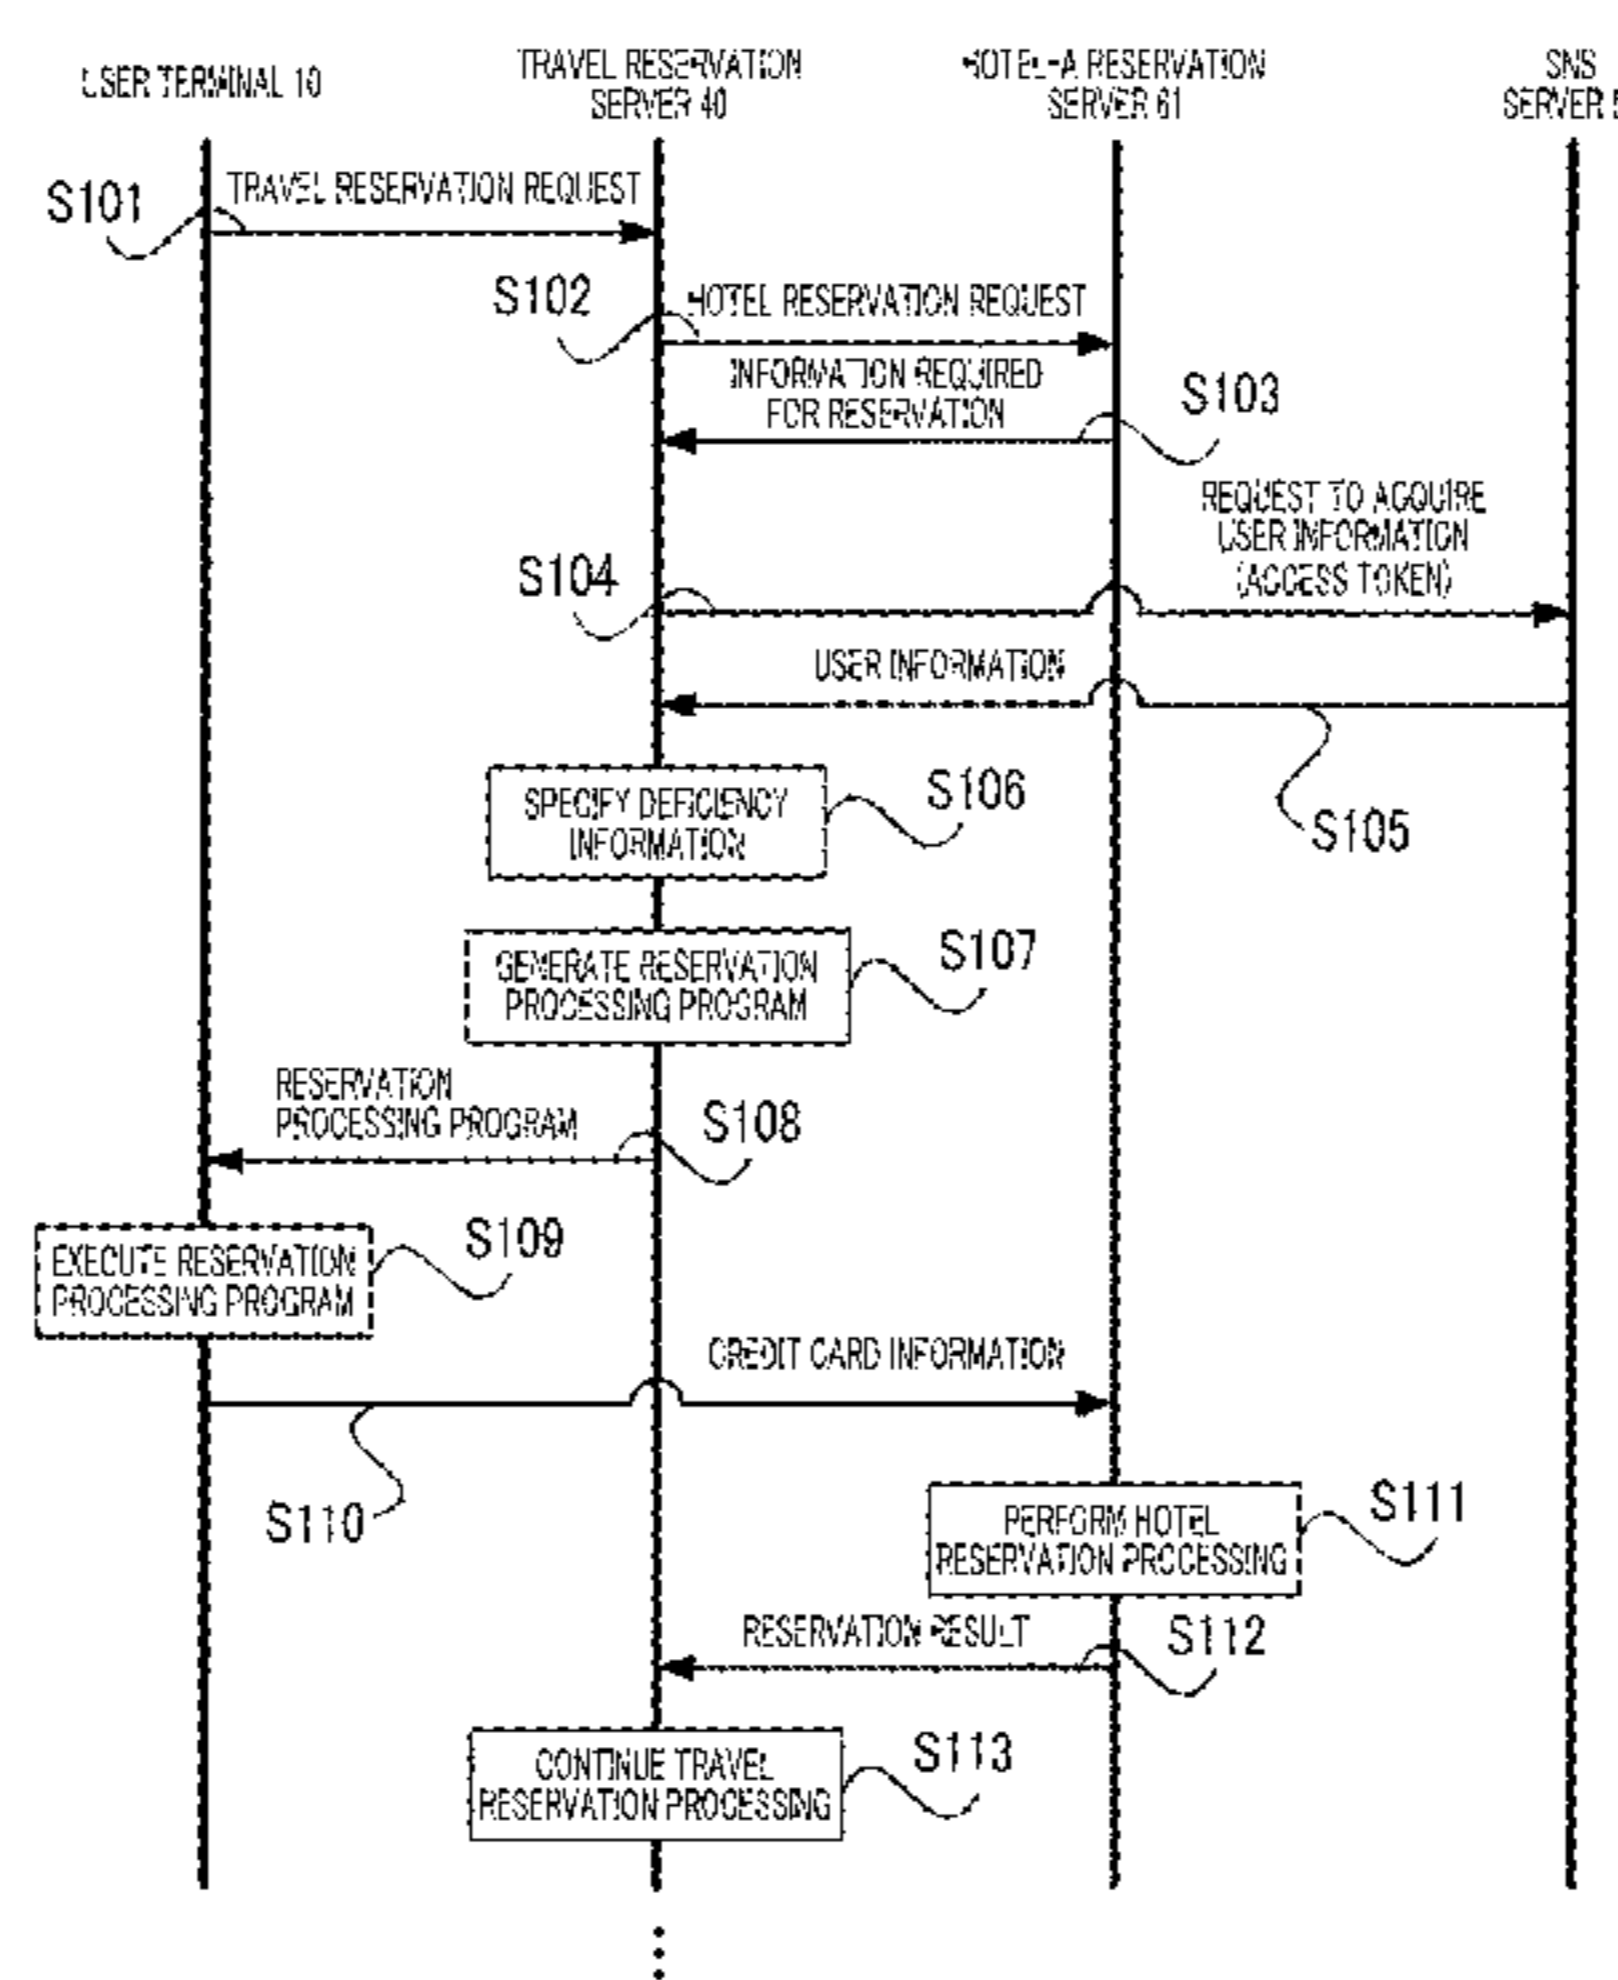 USER TERMINAL 10
TRAVEL RESERVATION
SERVER 40
HOTEL-A RESERVATION
SERVER 61
SNS
SERVER 5
S101
TRAVEL RESERVATION REQUEST
S102
HOTEL RESERVATION REQUEST
INFORMATION REQUIRED
FOR RESERVATION
S103
REQUEST TO ACQUIRE
USER INFORMATION
(ACCESS TOKEN)
S104
USER INFORMATION
S105
SPECIFY DEFICIENCY
INFORMATION
S106
GENERATE RESERVATION
PROCESSING PROGRAM
S107
RESERVATION
PROCESSING PROGRAM
S108
EXECUTE RESERVATION
PROCESSING PROGRAM
S109
CREDIT CARD INFORMATION
S110
PERFORM HOTEL
RESERVATION PROCESSING
S111
RESERVATION RESULT
S112
CONTINUE TRAVEL
RESERVATION PROCESSING
S113